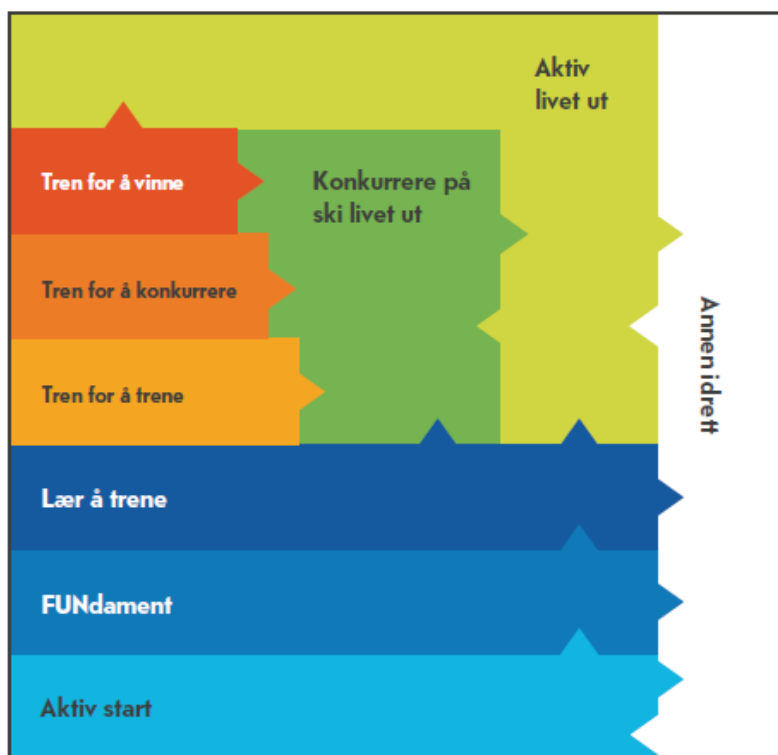 Aktiv
livet ut
Tren for å vinne
Konkurrere på
ski livet ut
Tren for å konkurrere
Annen idrett
Tren for å trene
Lær å trene
FUNdament
Aktiv start